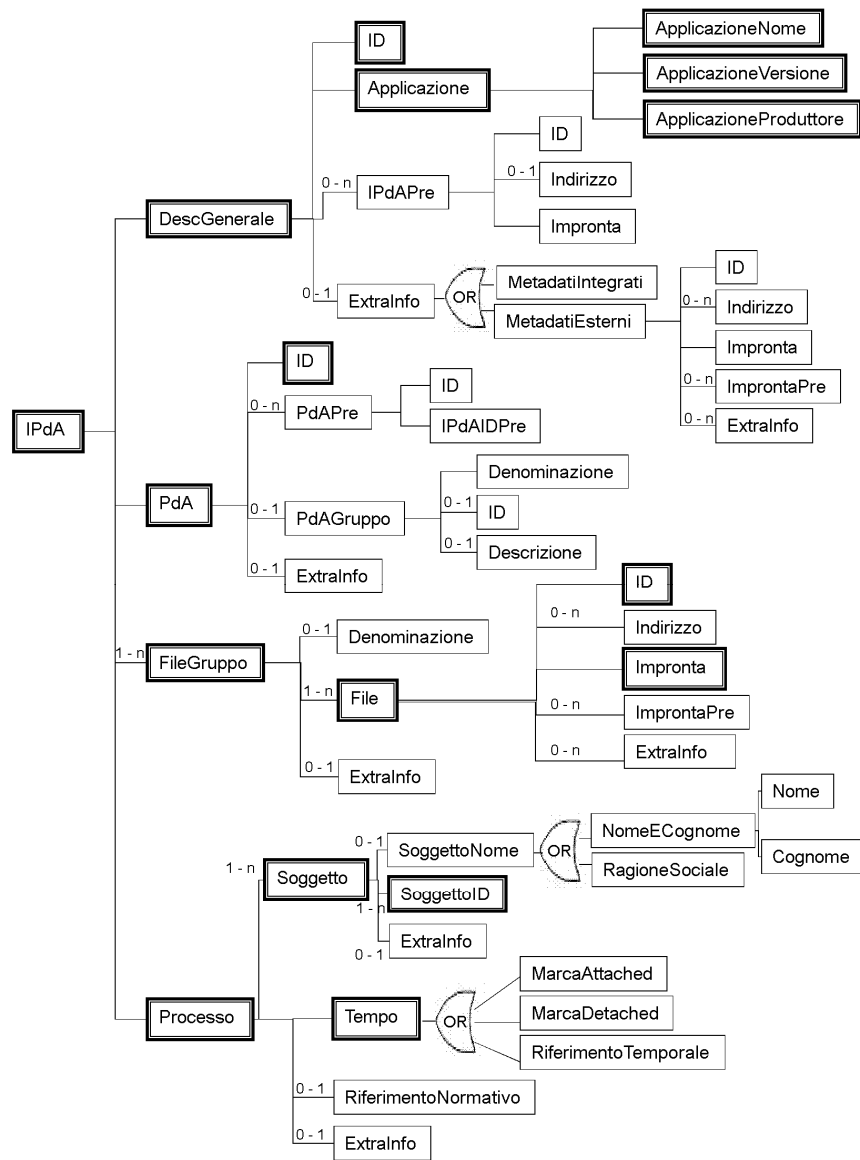 ID
Applicazione
ApplicazioneNome
ApplicazioneVersione
ApplicazioneProduttore
0 - n
IPdAPre
ID
0 - 1
Indirizzo
Impronta
DescGenerale
0 - 1
ExtraInfo
OR
MetadatiIntegrati
MetadatiEsterni
ID
0 - n
Indirizzo
Impronta
0 - n
ImprontaPre
0 - n
ExtraInfo
IPdA
PdA
ID
0 - n
PdAPre
ID
IPdAIDPre
0 - 1
PdAGruppo
Denominazione
0 - 1
ID
0 - 1
Descrizione
0 - 1
ExtraInfo
1 - n
FileGruppo
0 - 1
Denominazione
1 - n
File
ID
0 - n
Indirizzo
Impronta
0 - n
ImprontaPre
0 - n
ExtraInfo
0 - 1
ExtraInfo
1 - n
Soggetto
0 - 1
SoggettoNome
OR
NomeECognome
Nome
Cognome
RagioneSociale
SoggettoID
1 - n
ExtraInfo
0 - 1
Processo
Tempo
OR
MarcaAttached
MarcaDetached
RiferimentoTemporale
0 - 1
RiferimentoNormativo
0 - 1
ExtraInfo